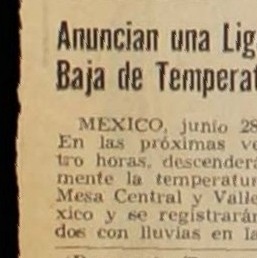 Anuncian una Lig
Baja de Temperat
MEXICO, junio 28
En las próximas ve
tro horas, descenderá
mente la temperatur
Mesa Central y Valle
xico y se registrarán
dos con lluvias en la